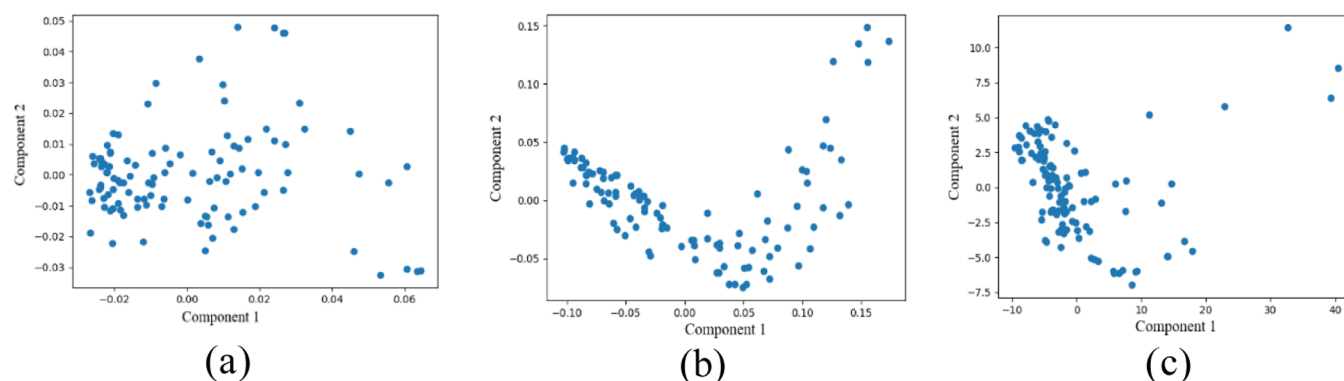 0.05
0.04
0.03
0.02
0.01
0.00
−0.01
−0.02
−0.03
Component 2
−0.02 0.00 0.02 0.04 0.06
Component 1
(a)
0.15
0.10
0.05
0.00
−0.05
Component 2
−0.10 −0.05 0.00 0.05 0.10 0.15
Component 1
(b)
10.0
7.5
5.0
2.5
0.0
−2.5
−5.0
−7.5
Component 2
−10 0 10 20 30 40
Component 1
(c)